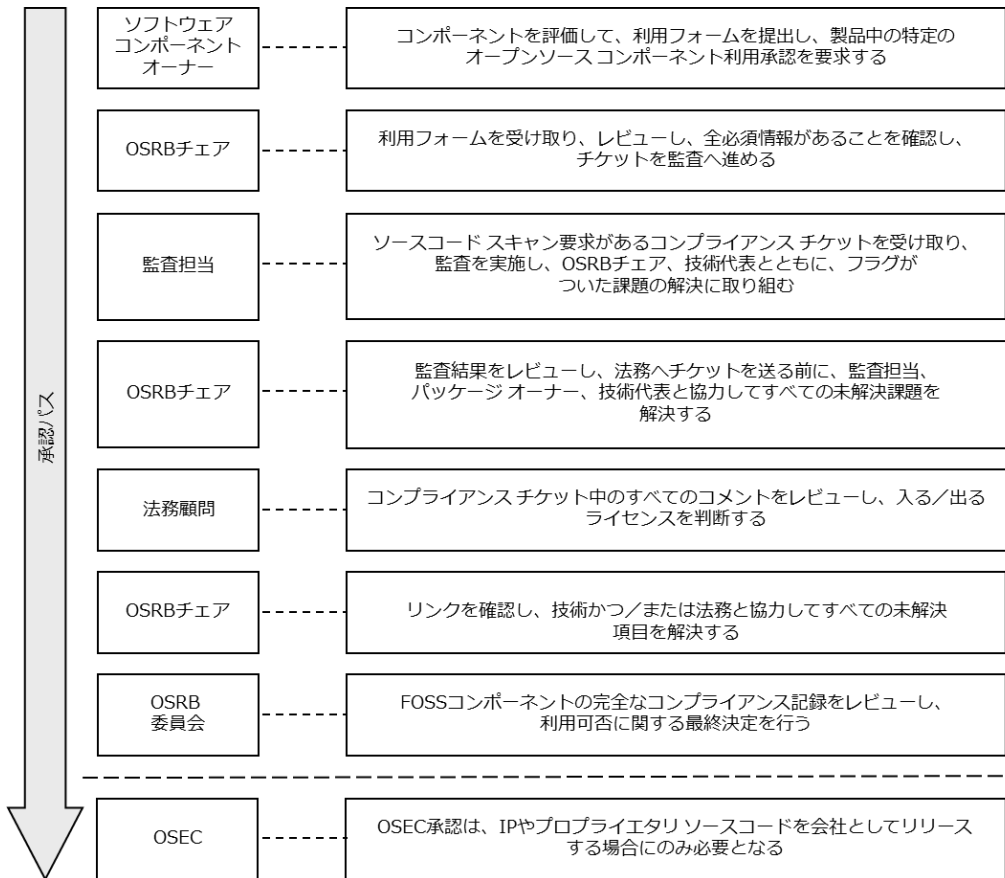 承認パス
ソフトウェア
コンポーネント
オーナー
コンポーネントを評価して、利用フォームを提出し、製品中の特定の
オープンソース コンポーネント利用承認を要求する
OSRBチェア
利用フォームを受け取り、レビューし、全必須情報があることを確認し、
チケットを監査へ進める
監査担当
ソースコード スキャン要求があるコンプライアンス チケットを受け取り、
監査を実施し、OSRBチェア、技術代表とともに、フラグが
ついた課題の解決に取り組む
OSRBチェア
監査結果をレビューし、法務へチケットを送る前に、監査担当、
パッケージ オーナー、技術代表と協力してすべての未解決課題を
解決する
法務顧問
コンプライアンス チケット中のすべてのコメントをレビューし、入る／出る
ライセンスを判断する
OSRBチェア
リンクを確認し、技術かつ／または法務と協力してすべての未解決
項目を解決する
OSRB
委員会
FOSSコンポーネントの完全なコンプライアンス記録をレビューし、
利用可否に関する最終決定を行う
OSEC
OSEC承認は、IPやプロプライエタリ ソースコードを会社としてリリース
する場合にのみ必要となる